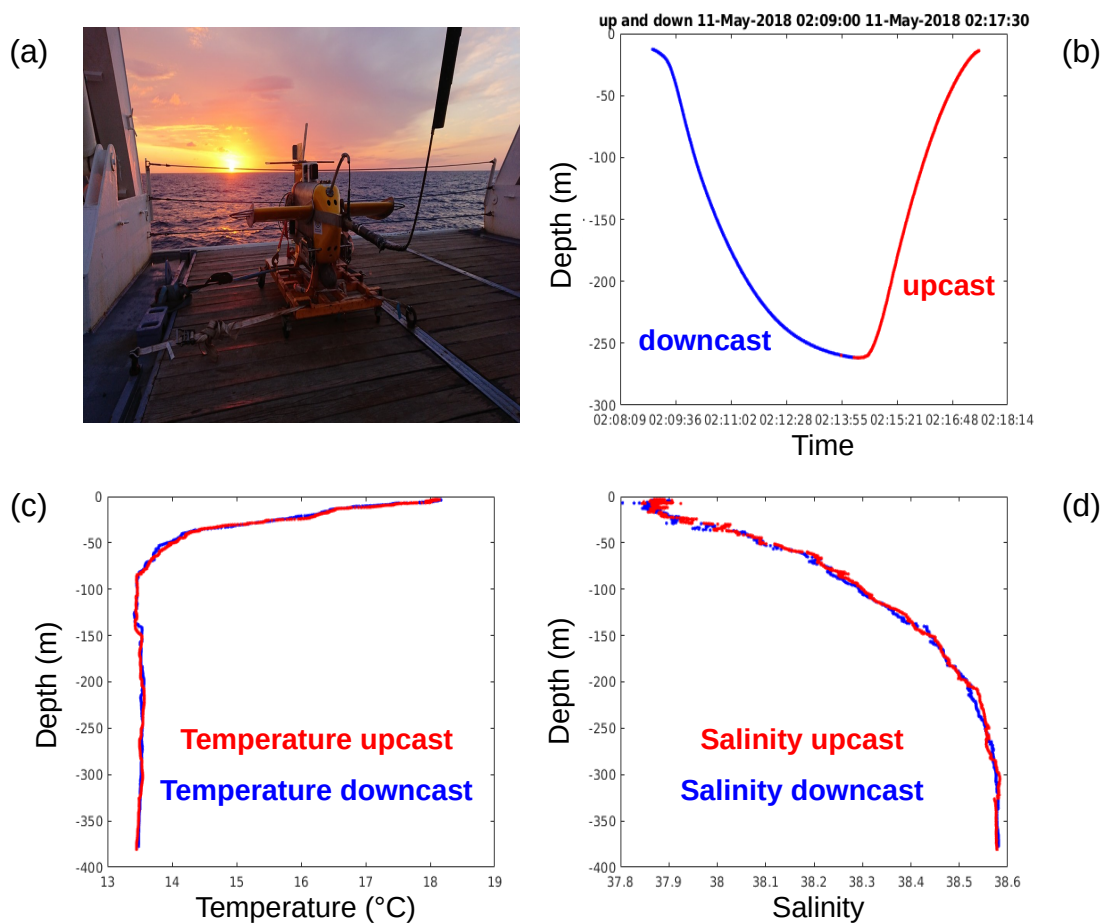 (a)
up and down 11-May-2018 02:09:00 11-May-2018 02:17:30
(b)
0
-50
-100
-150
-200
-250
-300
Depth (m)
downcast
upcast
02:08:09 02:09:36 02:11:02 02:12:28 02:13:55 02:15:21 02:16:48 02:18:14
Time
(c)
0
-50
-100
-150
-200
-250
-300
-350
-400
Depth (m)
Temperature upcast
Temperature downcast
13 14 15 16 17 18 19
Temperature (°C)
(d)
0
-50
-100
-150
-200
-250
-300
-350
-400
Depth (m)
Salinity upcast
Salinity downcast
37.8 37.9 38 38.1 38.2 38.3 38.4 38.5 38.6
Salinity